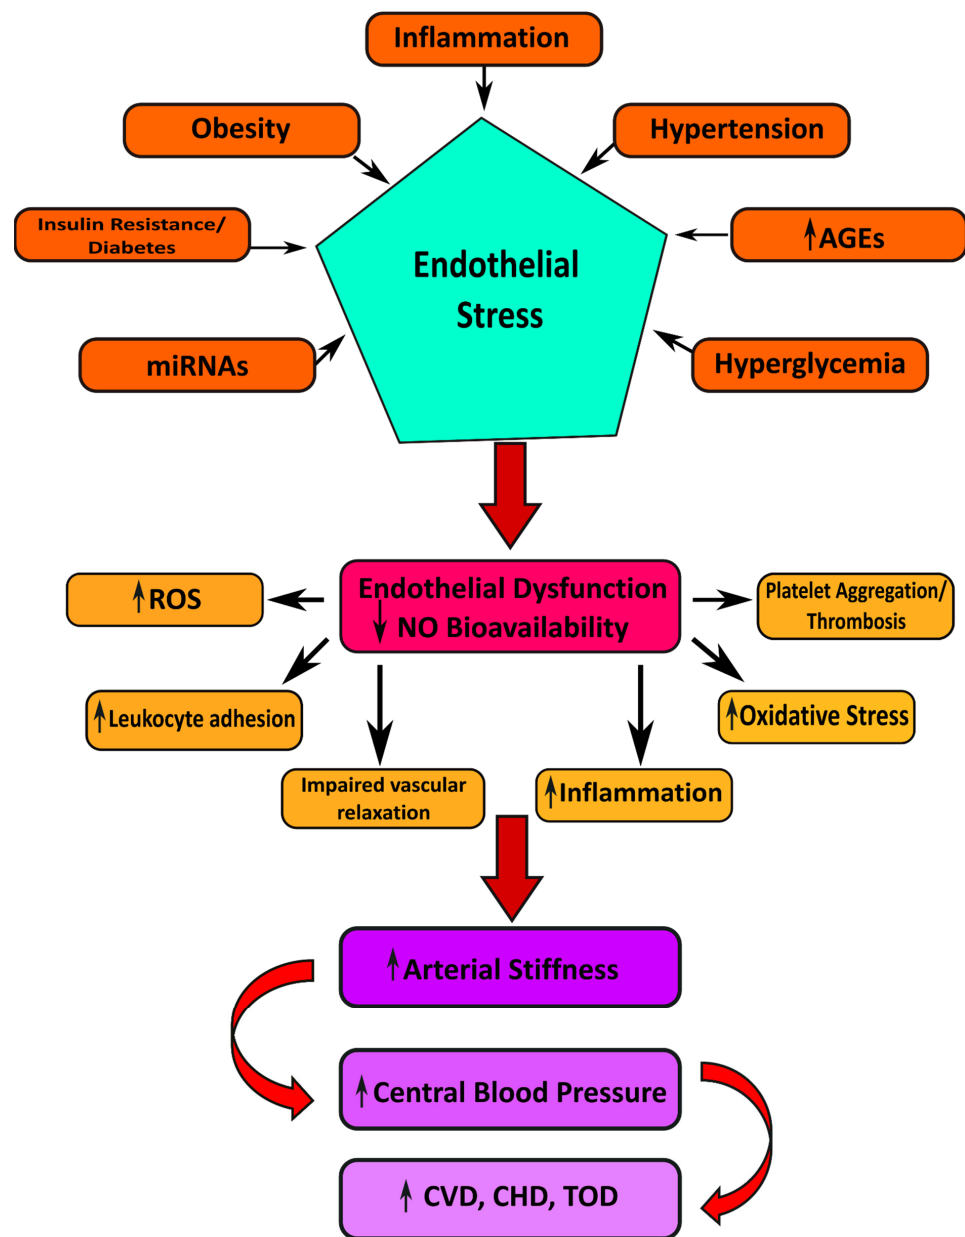 Inflammation
Obesity
Hypertension
Insulin Resistance/
Diabetes
↑AGEs
Endothelial
Stress
miRNAs
Hyperglycemia
Endothelial Dysfunction
↓ NO Bioavailability
↑ROS
Platelet Aggregation/
Thrombosis
↑Leukocyte adhesion
↑Oxidative Stress
Impaired vascular
relaxation
↑Inflammation
↑Arterial Stiffness
↑Central Blood Pressure
↑ CVD, CHD, TOD